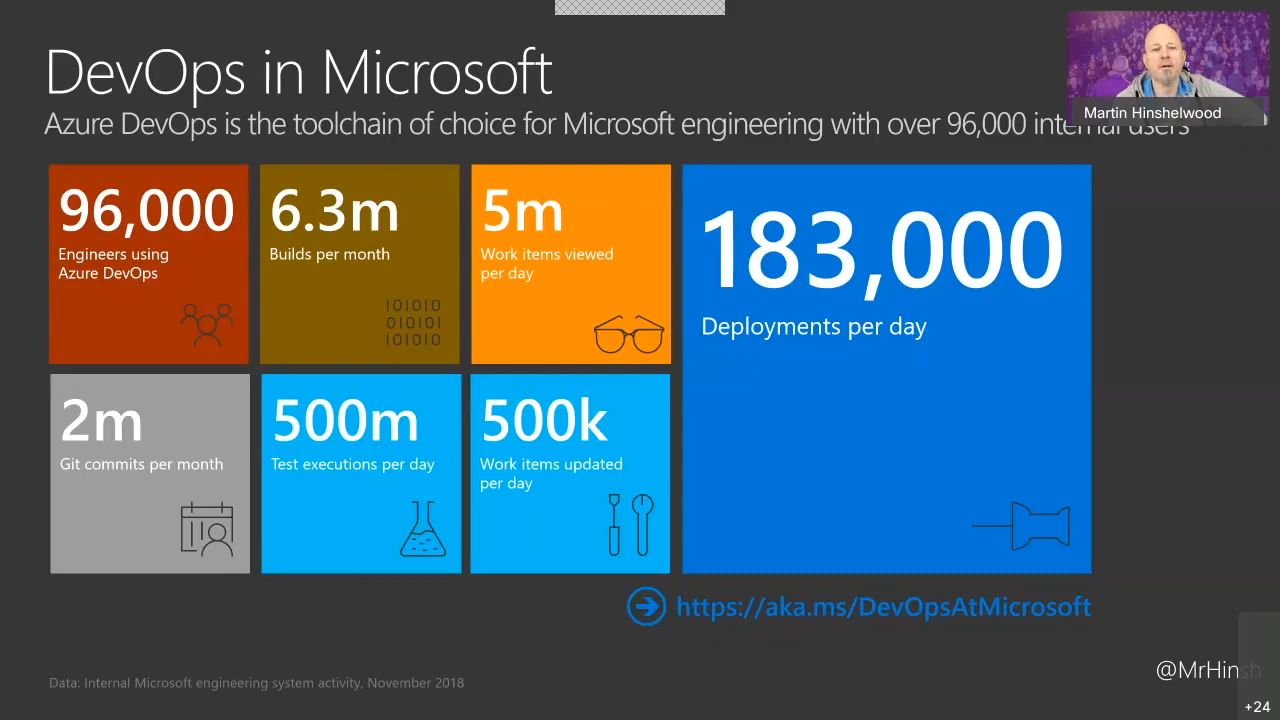 DevOps in Microsoft
Azure DevOps is the toolchain of choice for Microsoft engineering with over 96,000 internal users
Martin Hinshelwood
96,000
Engineers using
Azure DevOps
6.3m
Builds per month
101010
010101
101010
5m
Work items viewed
per day
183,000
Deployments per day
2m
Git commits per month
500m
Test executions per day
500k
Work items updated
per day
https://aka.ms/DevOpsAtMicrosoft
@MrHinsh
Data: Internal Microsoft engineering system activity, November 2018
+24